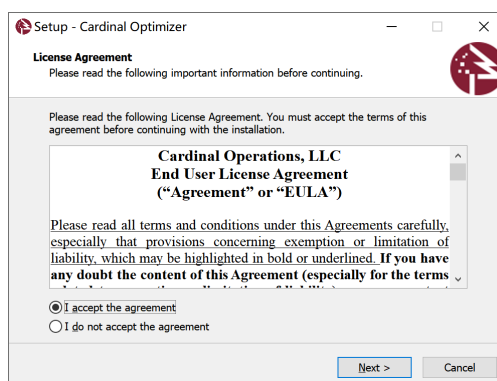 Setup - Cardinal Optimizer
License Agreement
Please read the following important information before continuing.
Please read the following License Agreement. You must accept the terms of this
agreement before continuing with the installation.
Cardinal Operations, LLC
End User License Agreement
(“Agreement” or “EULA”)
Please read all terms and conditions under this Agreements carefully,
especially that provisions concerning exemption or limitation of
liability, which may be highlighted in bold or underlined. If you have
any doubt the content of this Agreement (especially for the terms
I accept the agreement
I do not accept the agreement
Next >
Cancel